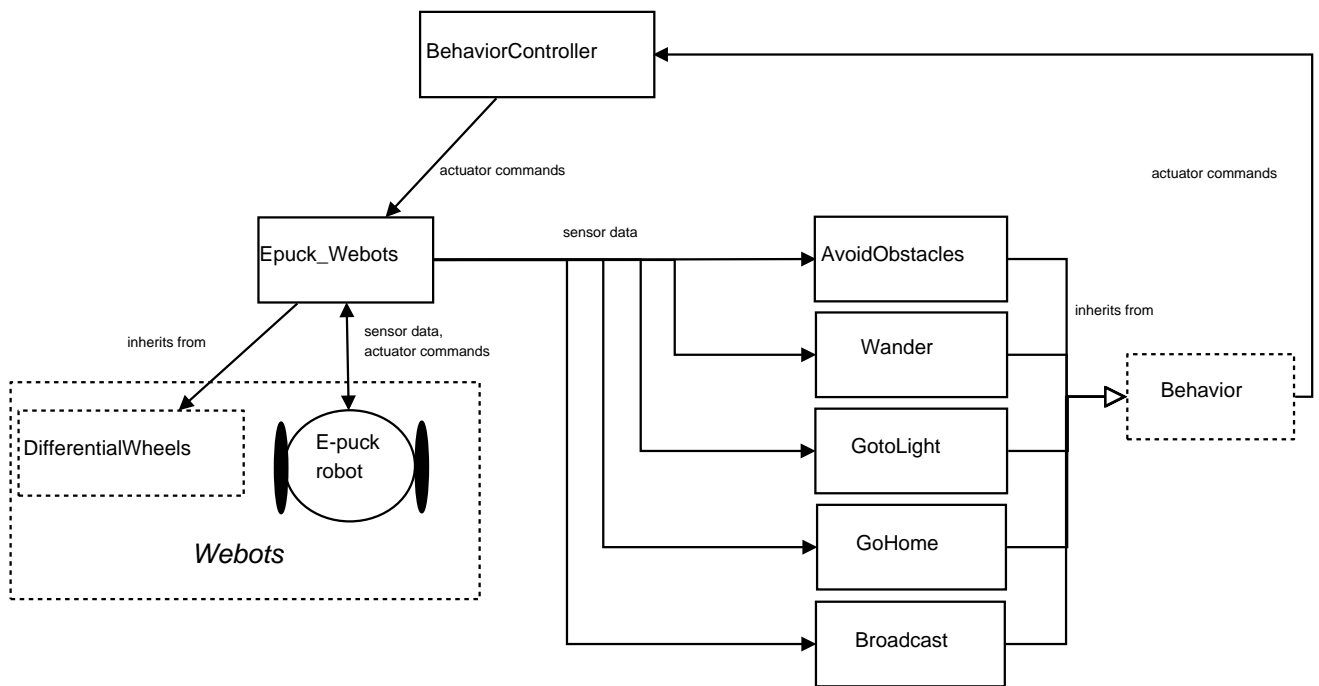 BehaviorController
actuator commands
actuator commands
Epuck_Webots
sensor data
AvoidObstacles
inherits from
sensor data,
actuator commands
inherits from
Wander
Behavior
DifferentialWheels
E-puck
robot
GotoLight
Webots
GoHome
Broadcast